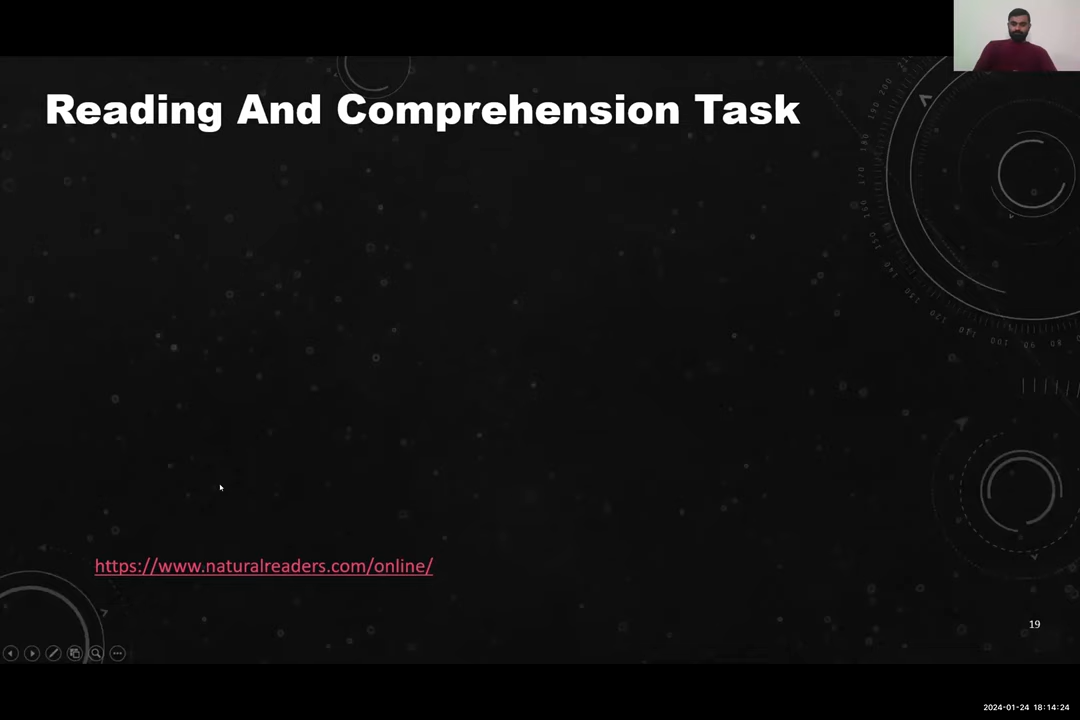 Reading And Comprehension Task
https://www.naturalreaders.com/online/
19
2024-01-24 18:14:24